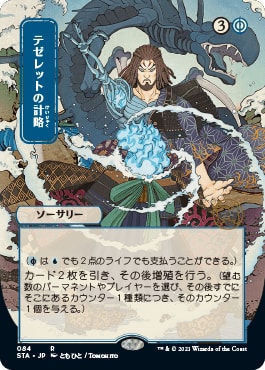 テゼレットの計略
けいりゃく
3
ソーサリー
(はでも2点のライフでも支払うことができる。)
カード2枚を引き、その後増殖を行う。(望む
数のパーマネントやプレイヤーを選び、その後すでに
そこにあるカウンター1種類につき、そのカウンター
1個を与える。)
084 R
STA・JP ともひと/TOMOHITO
™ & © 2021 Wizards of the Coast